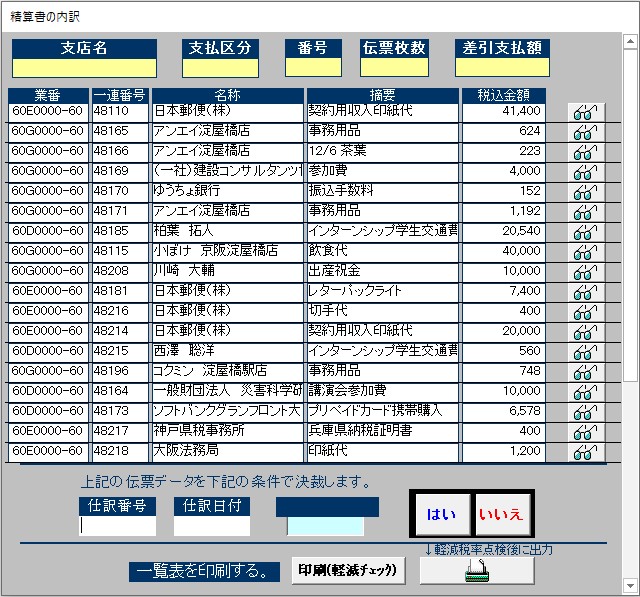 精算書の内訳
支店名 支払区分 番号 伝票枚数 差引支払額
業番 一連番号 名称 摘要 税込金額
60E0000-60 48110 日本郵便(株) 契約用収入印紙代 41,400
60G0000-60 48165 アンエイ淀屋橋店 事務用品 624
60G0000-60 48166 アンエイ淀屋橋店 12/6 茶葉 223
60G0000-60 48169 (一社)建設コンサルタンツ 参加費 4,000
60G0000-60 48170 ゆうちょ銀行 振込手数料 152
60G0000-60 48171 アンエイ淀屋橋店 事務用品 1,192
60D0000-60 48185 柏葉 拓人 インターンシップ学生交通費 20,540
60G0000-60 48115 小ぼけ 京阪淀屋橋店 飲食代 40,000
60G0000-60 48208 川崎 大輔 出産祝金 10,000
60E0000-60 48181 日本郵便(株) レターパックライト 7,400
60E0000-60 48216 日本郵便(株) 切手代 400
60E0000-60 48214 日本郵便(株) 契約用収入印紙代 20,000
60D0000-60 48215 西澤 聡洋 インターンシップ学生交通費 560
60G0000-60 48196 コクミン 淀屋橋駅店 事務用品 748
60D0000-60 48164 一般財団法人 災害科学研 講演会参加費 10,000
60D0000-60 48173 ソフトバンクグランフロント大 プリペイドカード携帯購入 6,578
60E0000-60 48217 神戸県税事務所 兵庫県納税証明書 400
60E0000-60 48218 大阪法務局 印紙代 1,200
上記の伝票データを下記の条件で決裁します。
仕訳番号 仕訳日付
はい いいえ
↓軽減税率点検後に出力
一覧表を印刷する。 印刷(軽減チェック)